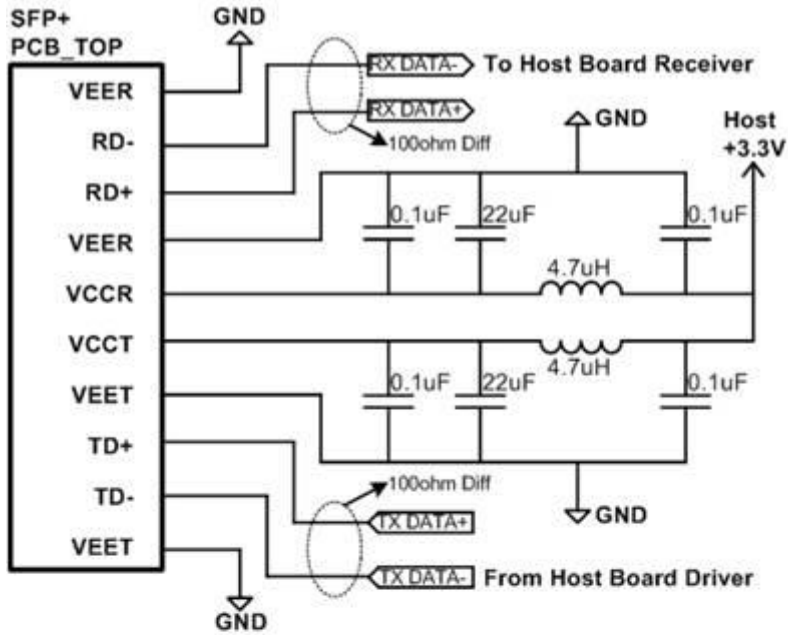 SFP+
PCB_TOP
GND
VEER
RX DATA-
To Host Board Receiver
RD-
RX DATA+
100ohm Diff
GND
Host
+3.3V
RD+
0.1uF
22uF
0.1uF
VEER
4.7uH
VCCR
VCCT
4.7uH
VEET
0.1uF
22uF
0.1uF
TD+
100ohm Diff
TD-
TX DATA+
GND
VEET
TX DATA-
From Host Board Driver
GND